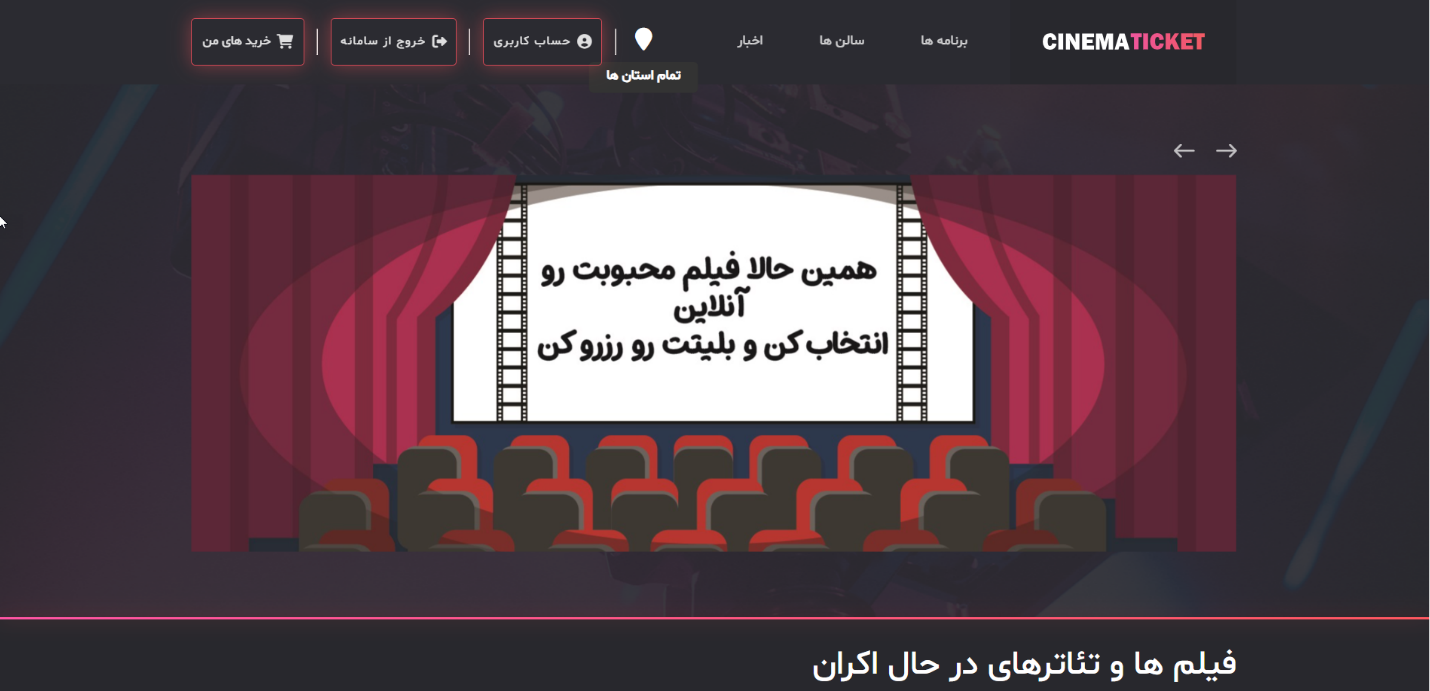 CINEMATICKET
برنامه ها
سالن ها
اخبار
تمام استان ها
حساب کاربری
خروج از سامانه
خرید های من
همین حالا فیلم محبوبت رو
آنلاین
انتخاب کن و بلیتت رو رزرو کن
فیلم ها و تئاترهای در حال اکران